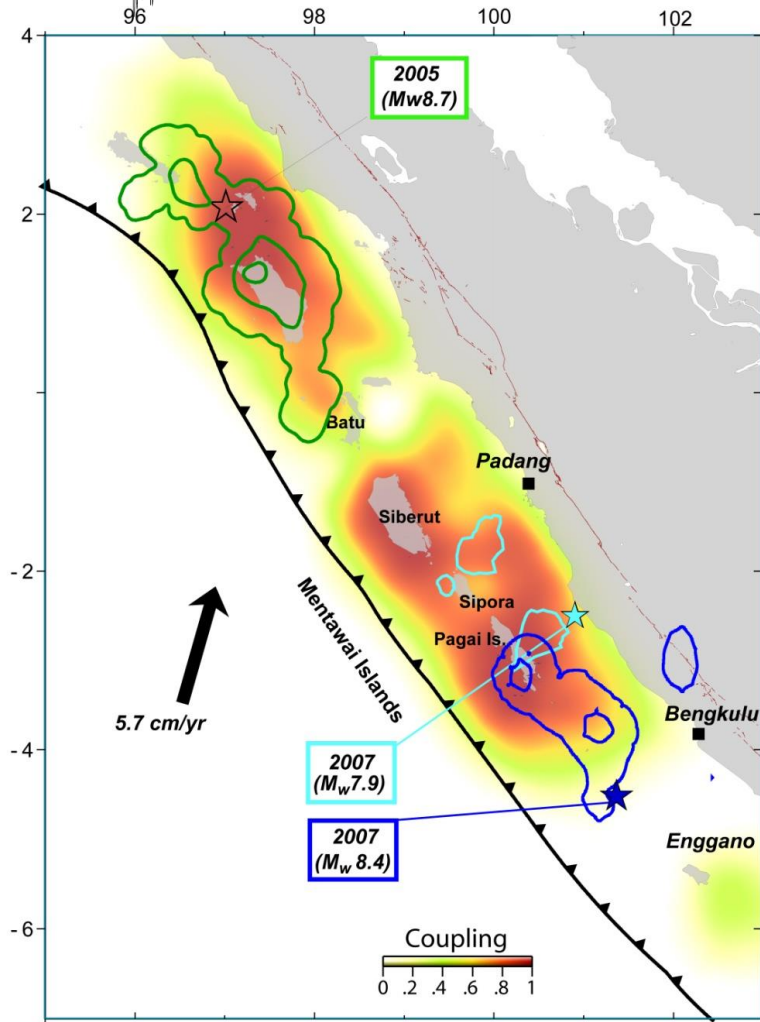 96
98
100
102
4
2005
(Mw8.7)
2
Batu
Padang
Siberut
- 2
Sipora
Mentawai Islands
Pagai Is.
5.7 cm/yr
Bengkulu
- 4
2007
(Mw7.9)
2007
(Mw 8.4)
Enggano
- 6
Coupling
0 .2 .4 .6 .8 1